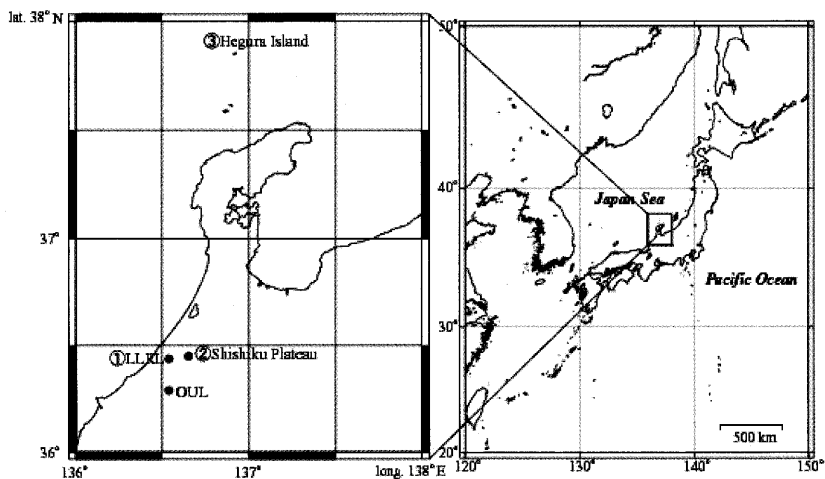 lat. 38° N
③Hegura Island
37°
①LLRL
②Shishiku Plateau
OUL
36°
136°
137°
long. 138°E
50°
40°
Japan Sea
Pacific Ocean
30°
500 km
20°
120°
130°
140°
150°